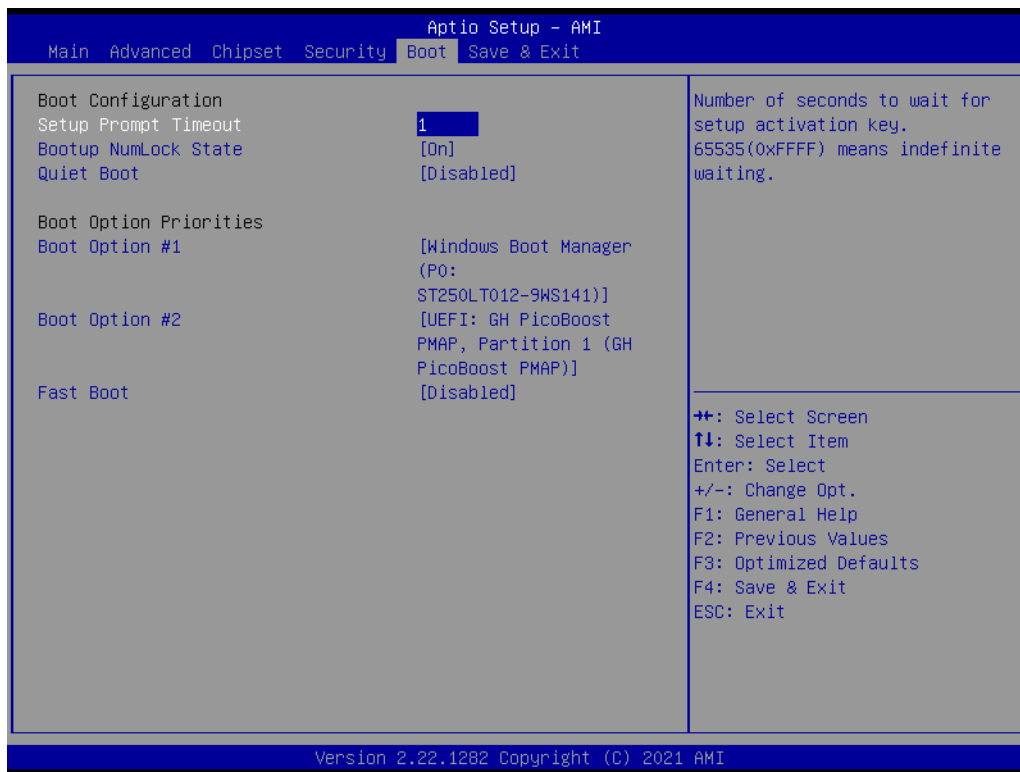 Aptio Setup – AMI
Main Advanced Chipset Security Boot Save & Exit
Boot Configuration
Setup Prompt Timeout 1
Bootup NumLock State [On]
Quiet Boot [Disabled]
Boot Option Priorities
Boot Option #1 [Windows Boot Manager
(P0:
ST250LT012-9WS141)]
Boot Option #2 [UEFI: GH PicoBoost
PMAP, Partition 1 (GH
PicoBoost PMAP)]
Fast Boot [Disabled]
Number of seconds to wait for
setup activation key.
65535(0xFFFF) means indefinite
waiting.
→←: Select Screen
↑↓: Select Item
Enter: Select
+/-: Change Opt.
F1: General Help
F2: Previous Values
F3: Optimized Defaults
F4: Save & Exit
ESC: Exit
Version 2.22.1282 Copyright (C) 2021 AMI